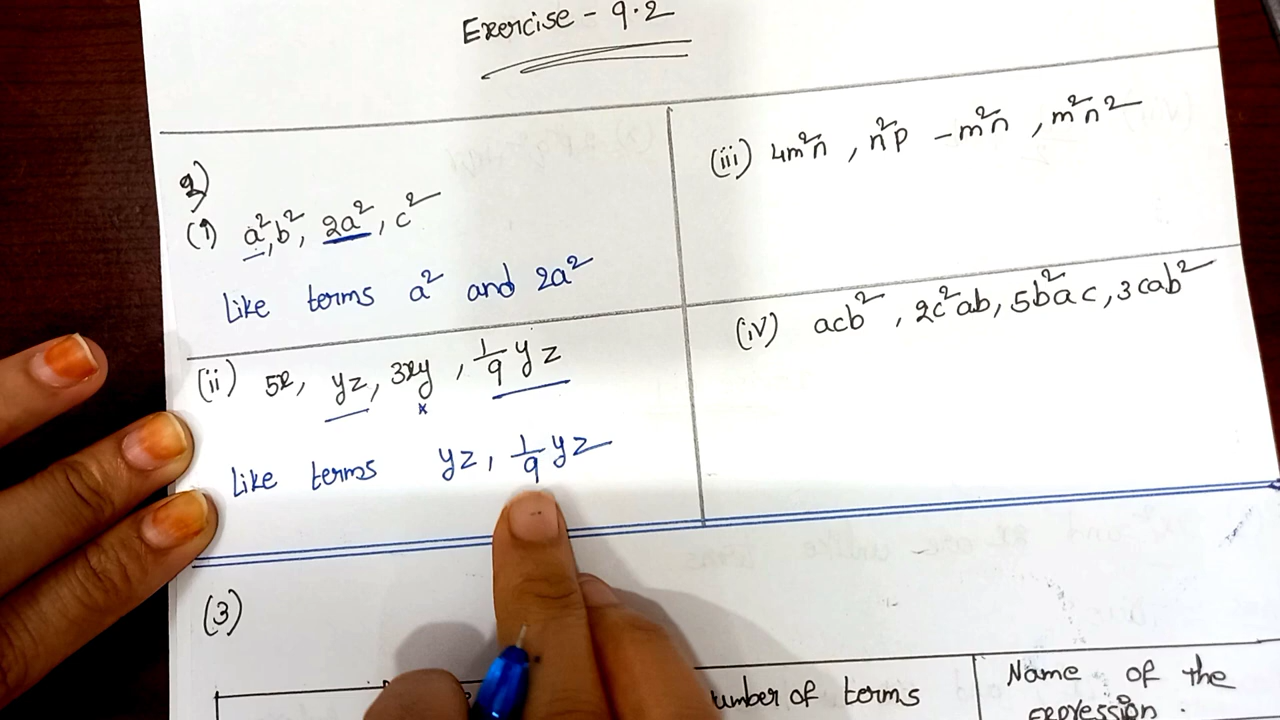 Exercise - 9.2
2)
(i) a², b², 2a², c²
Like terms a² and 2a²
(ii) 5x, yz, 3xy, 1/9 yz
x
Like terms yz, 1/9 yz
(iii) 4m²n, n²p - m²n, m²n²
(iv) acb², 2c²ab, 5b²ac, 3cab²
(3)
umber of terms
Name of the
expression.